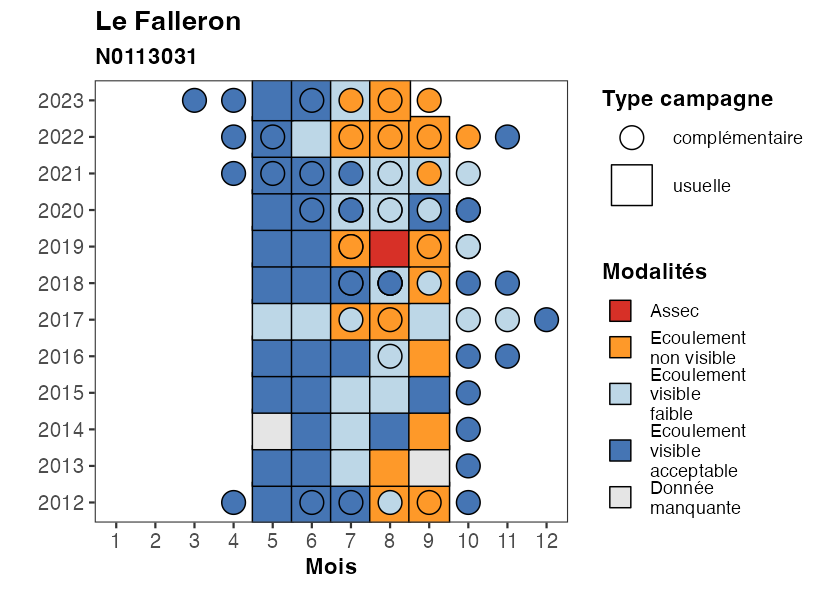 Le Falleron
N0113031
2023
2022
2021
2020
2019
2018
2017
2016
2015
2014
2013
2012
1 2 3 4 5 6 7 8 9 10 11 12
Mois
Type campagne
complémentaire
usuelle
Modalités
Assec
Ecoulement
non visible
Ecoulement
visible
faible
Ecoulement
visible
acceptable
Donnée
manquante